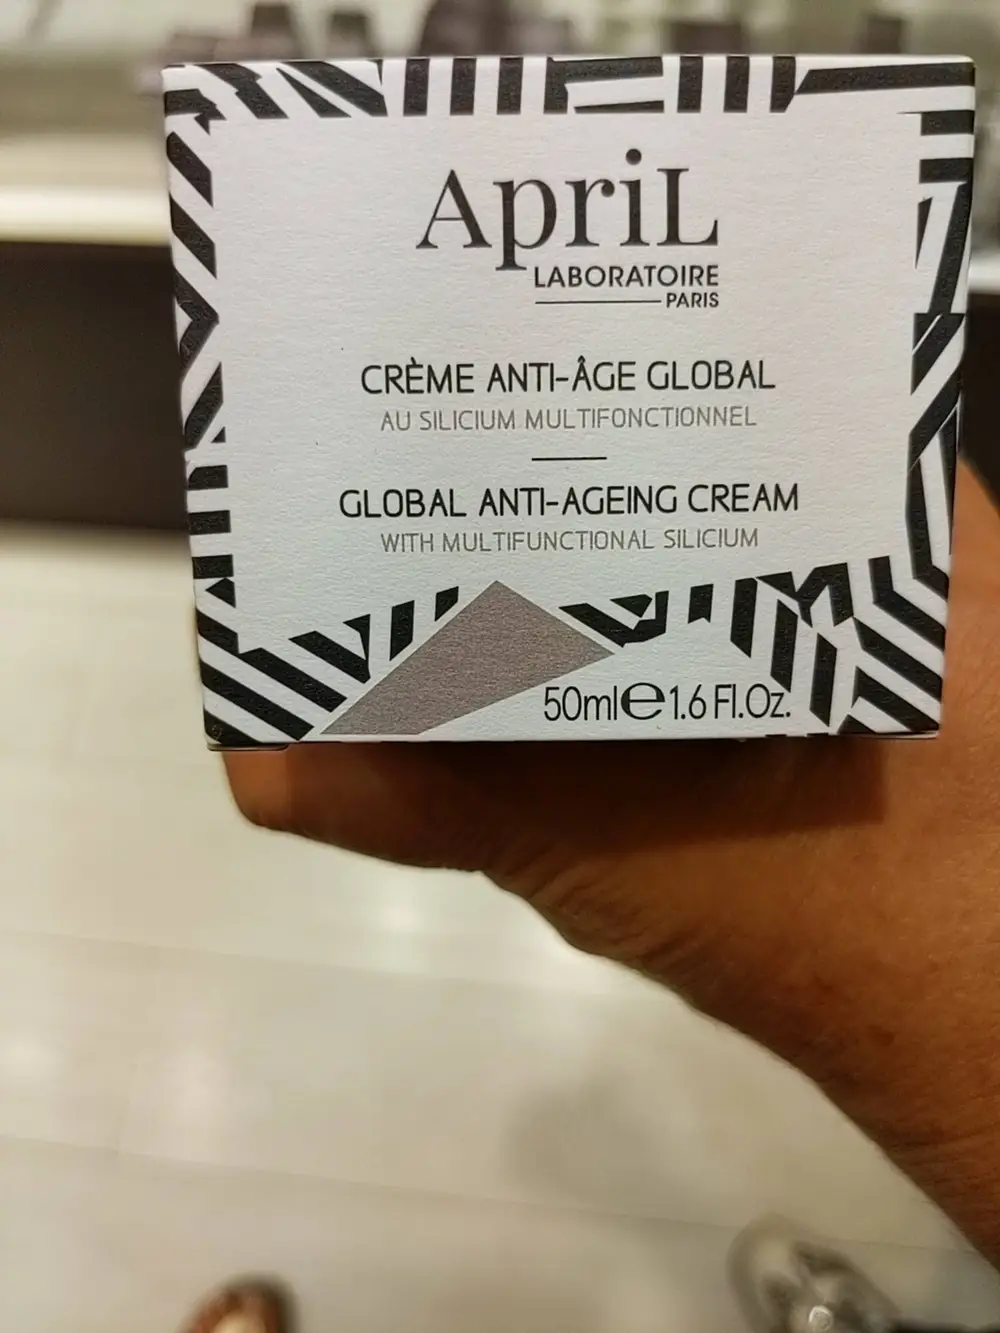 ApriL
LABORATOIRE
PARIS
CRÈME ANTI-ÂGE GLOBAL
AU SILICIUM MULTIFONCTIONNEL
GLOBAL ANTI-AGEING CREAM
WITH MULTIFUNCTIONAL SILICIUM
50ml℮1.6 Fl.Oz.